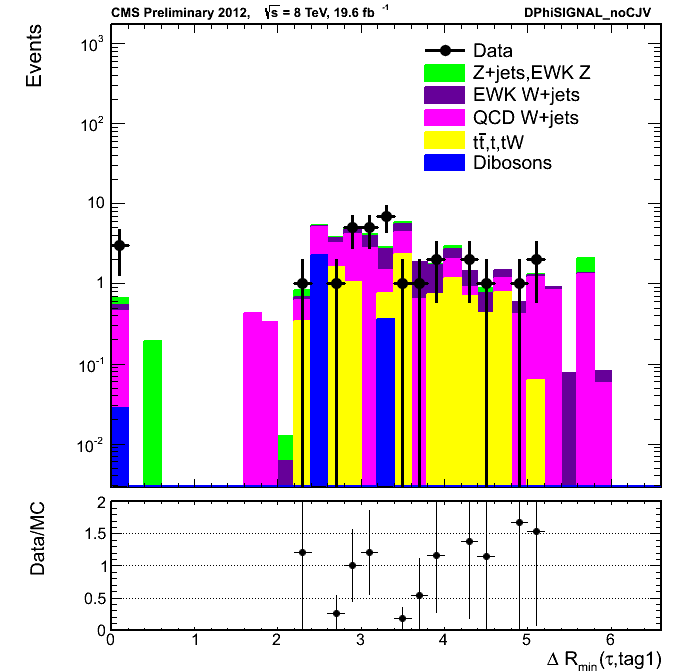 CMS Preliminary 2012, √s = 8 TeV, 19.6 fb⁻¹ DPhiSIGNAL_noCJV
Events
10³
10²
10
1
10⁻¹
10⁻²
Data
Z+jets,EWK Z
EWK W+jets
QCD W+jets
tt̄,t,tW
Dibosons
Data/MC
2
1.5
1
0.5
0
0 1 2 3 4 5 6
Δ R_min(τ,tag1)